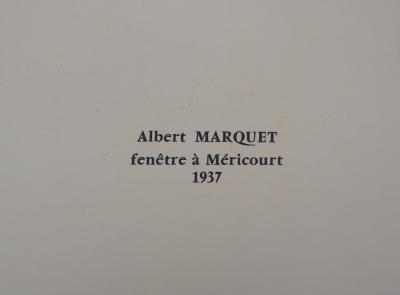 Albert MARQUET
fenêtre à Méricourt
1937